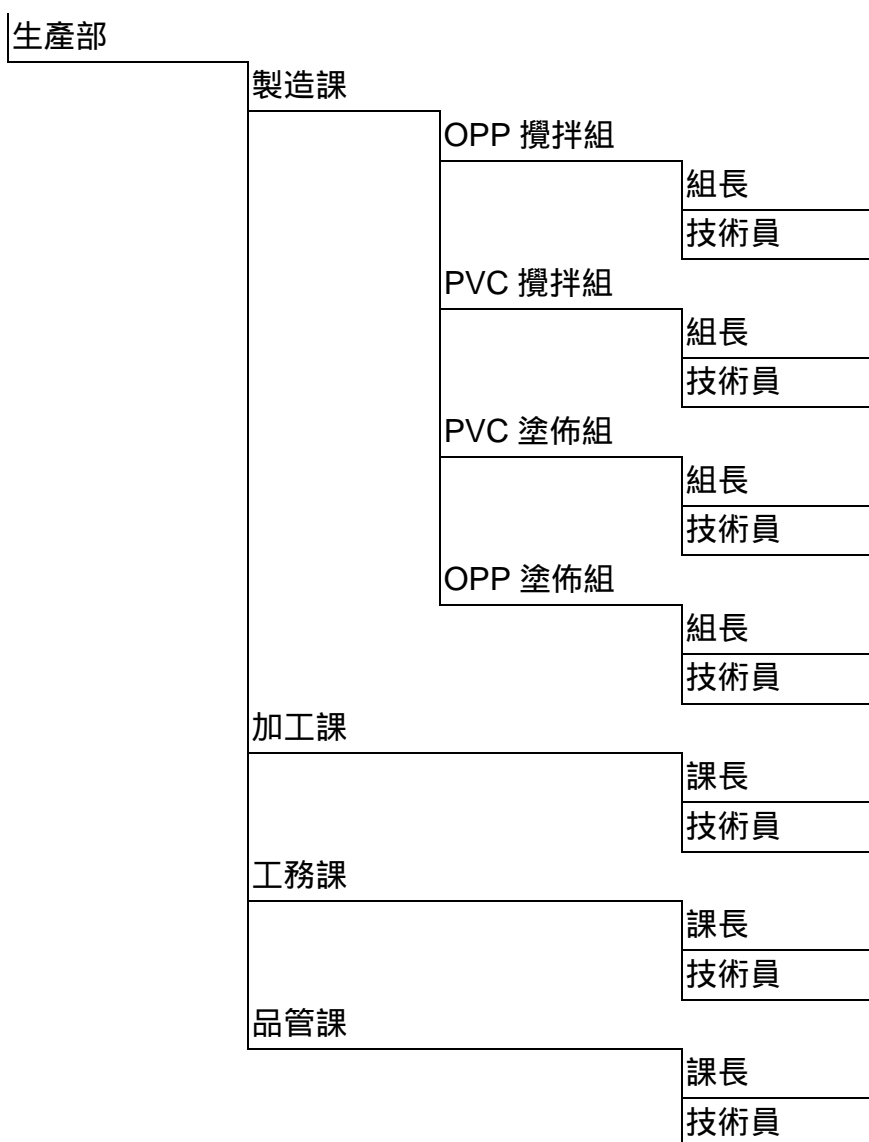 生產部
製造課
OPP 攪拌組
組長
技術員
PVC 攪拌組
組長
技術員
PVC 塗佈組
組長
技術員
OPP 塗佈組
組長
技術員
加工課
課長
技術員
工務課
課長
技術員
品管課
課長
技術員